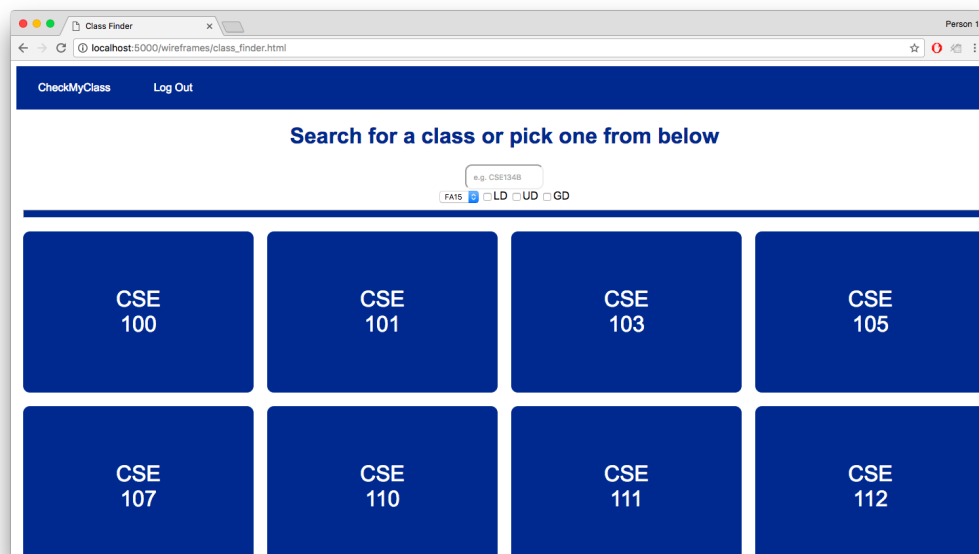 Class Finder
Person 1
localhost:5000/wireframes/class_finder.html
CheckMyClass Log Out
Search for a class or pick one from below
e.g. CSE134B
FA15 LD UD GD
CSE
100
CSE
101
CSE
103
CSE
105
CSE
107
CSE
110
CSE
111
CSE
112